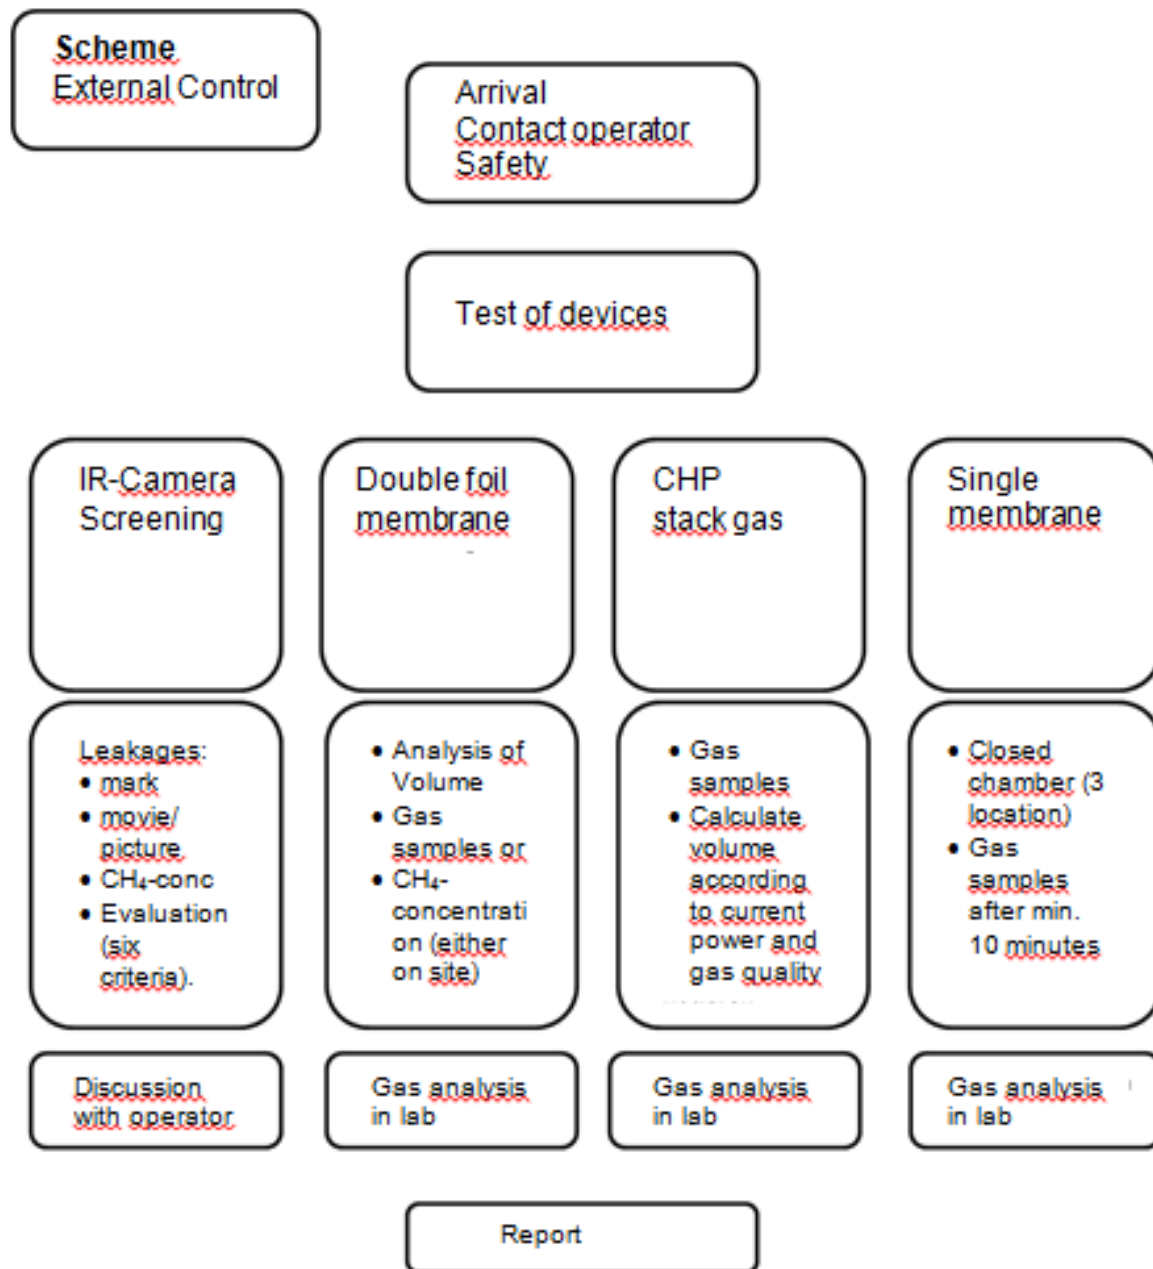 Scheme
External Control
Arrival
Contact operator
Safety
Test of devices
IR-Camera
Screening
Double foil
membrane
-
CHP
stack gas
Single
membrane
Leakages:
• mark
• movie/
picture
• CH₄-conc
• Evaluation
(six
criteria).
• Analysis of
Volume
• Gas
samples or
• CH₄-
concentrati
on (either
on site)
• Gas
samples
• Calculate
volume
according
to current
power and
gas quality
• Closed
chamber (3
location)
• Gas
samples
after min.
10 minutes
Discussion
with operator
Gas analysis
in lab
Gas analysis
in lab
Gas analysis
in lab
Report